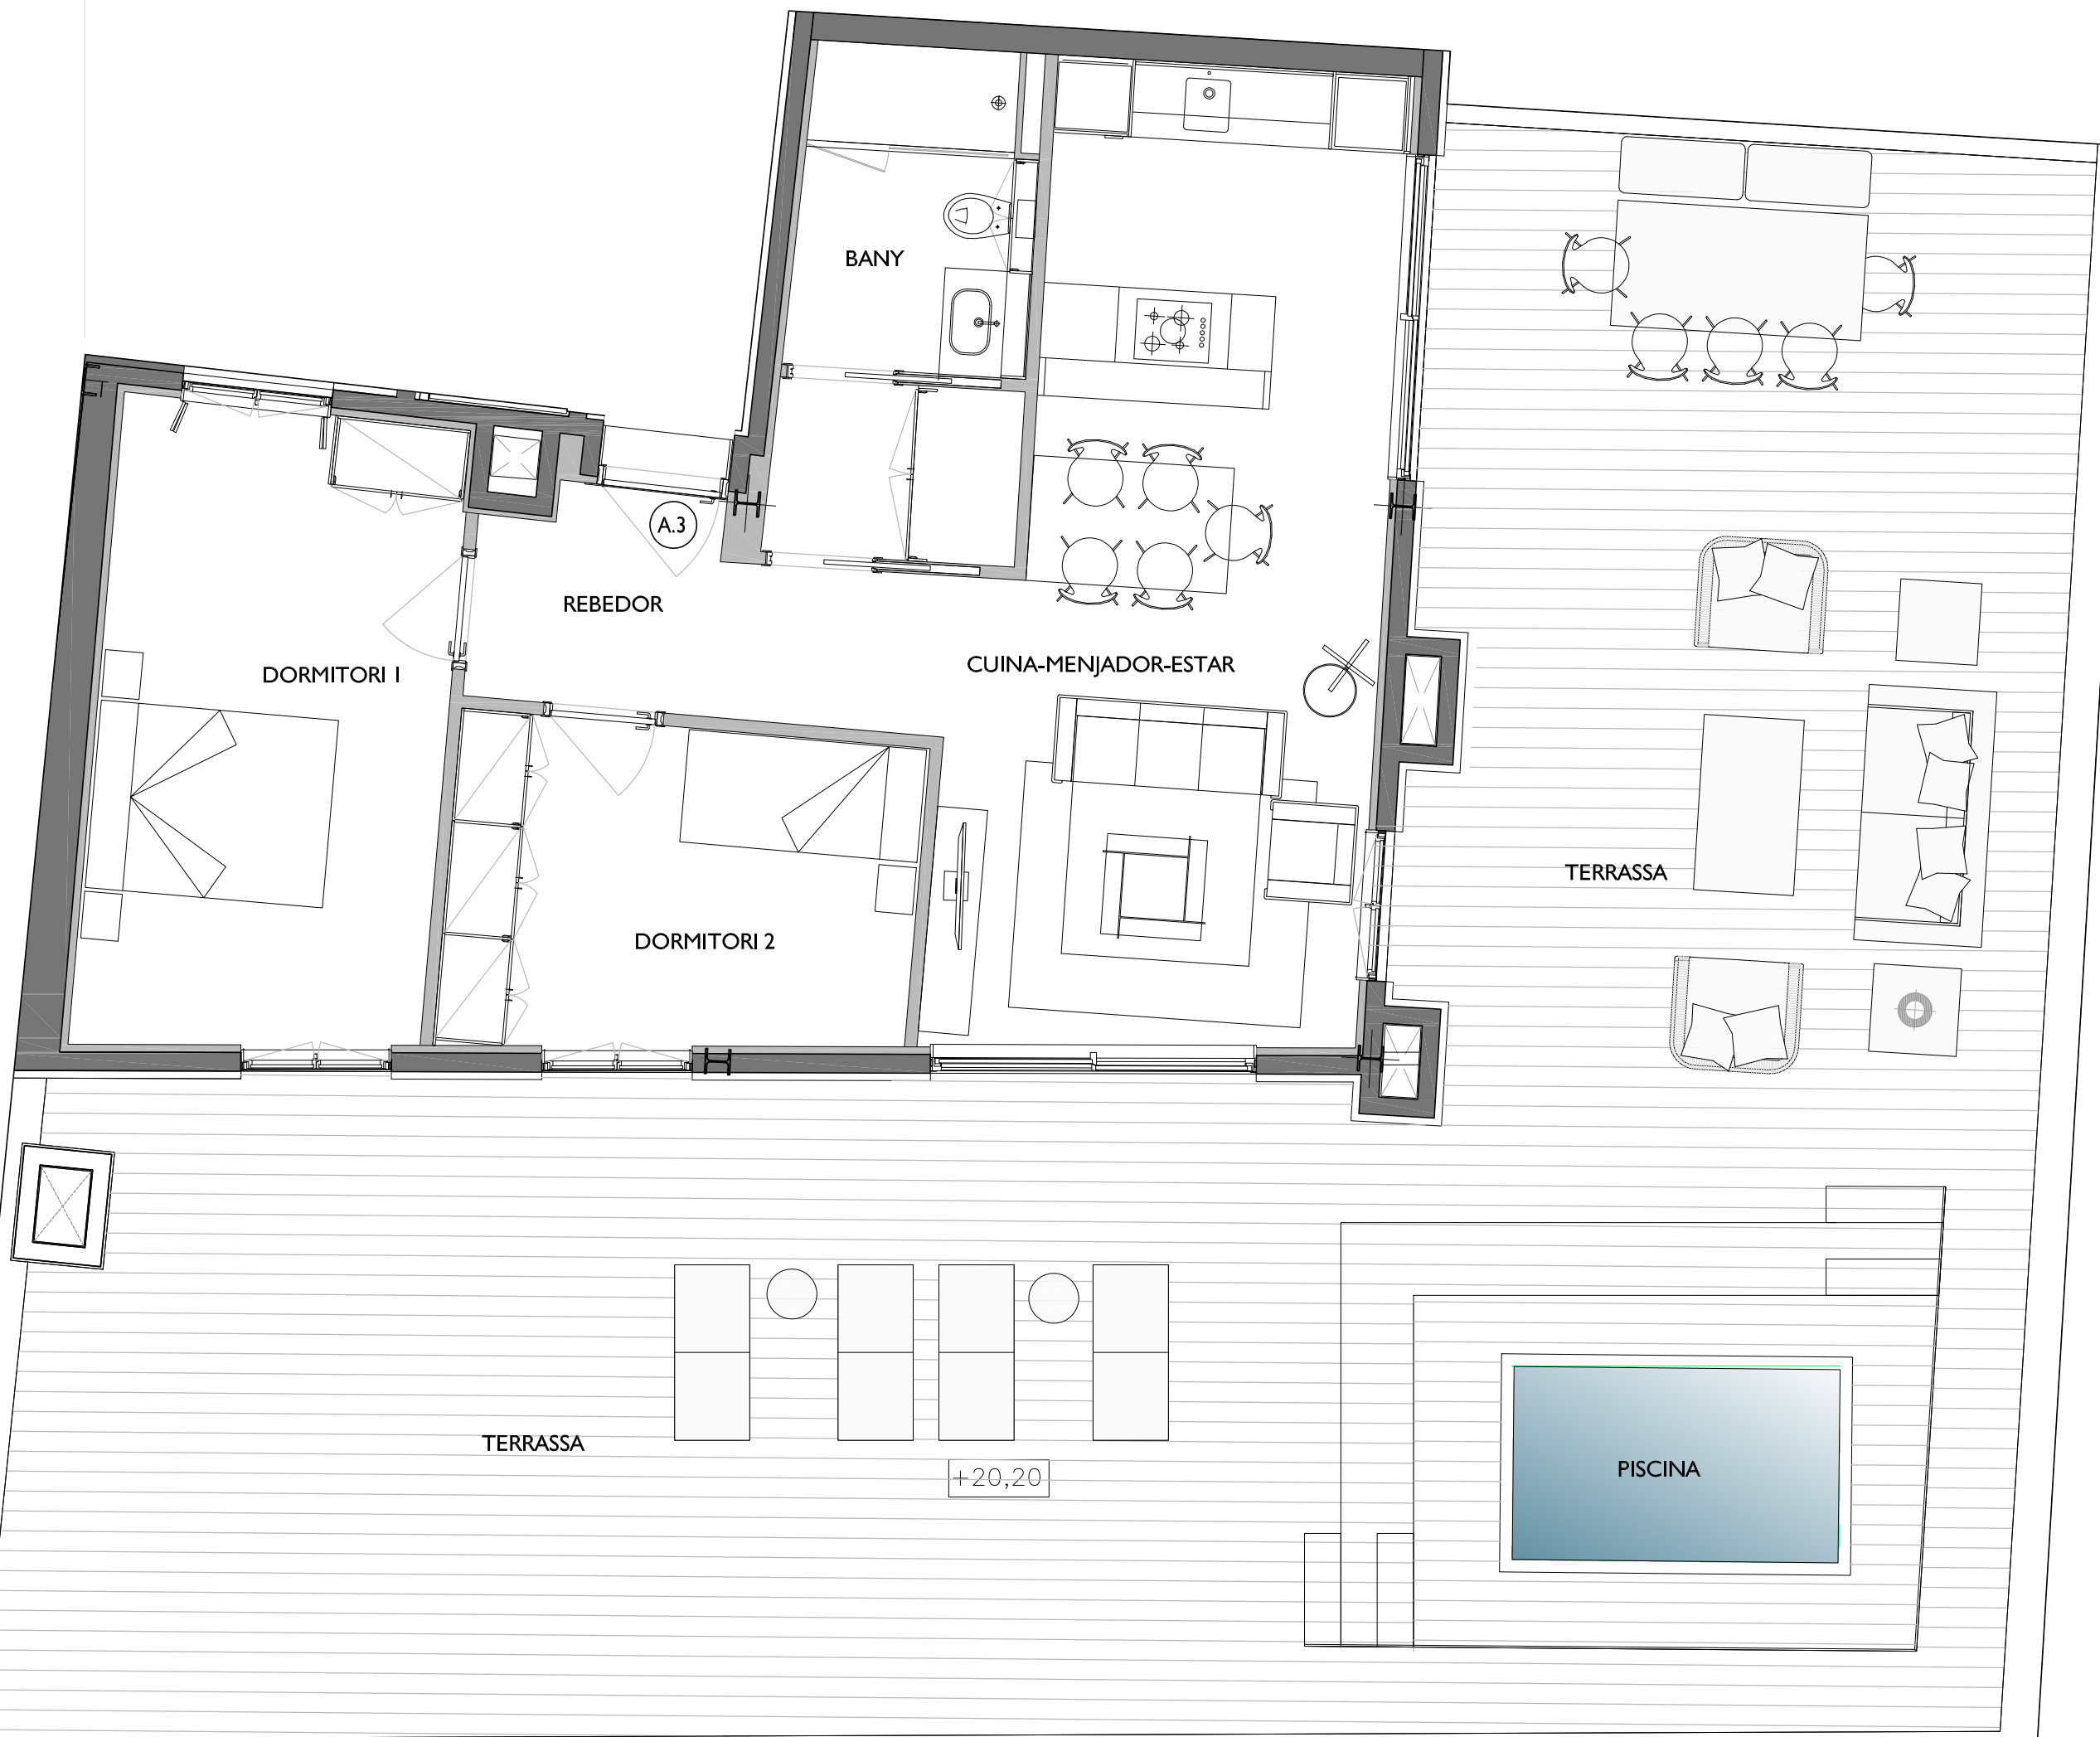 BANY
A.3
REBEDOR
CUINA-MENJADOR-ESTAR
DORMITORI 1
TERRASSA
DORMITORI 2
TERRASSA
PISCINA
+20,20